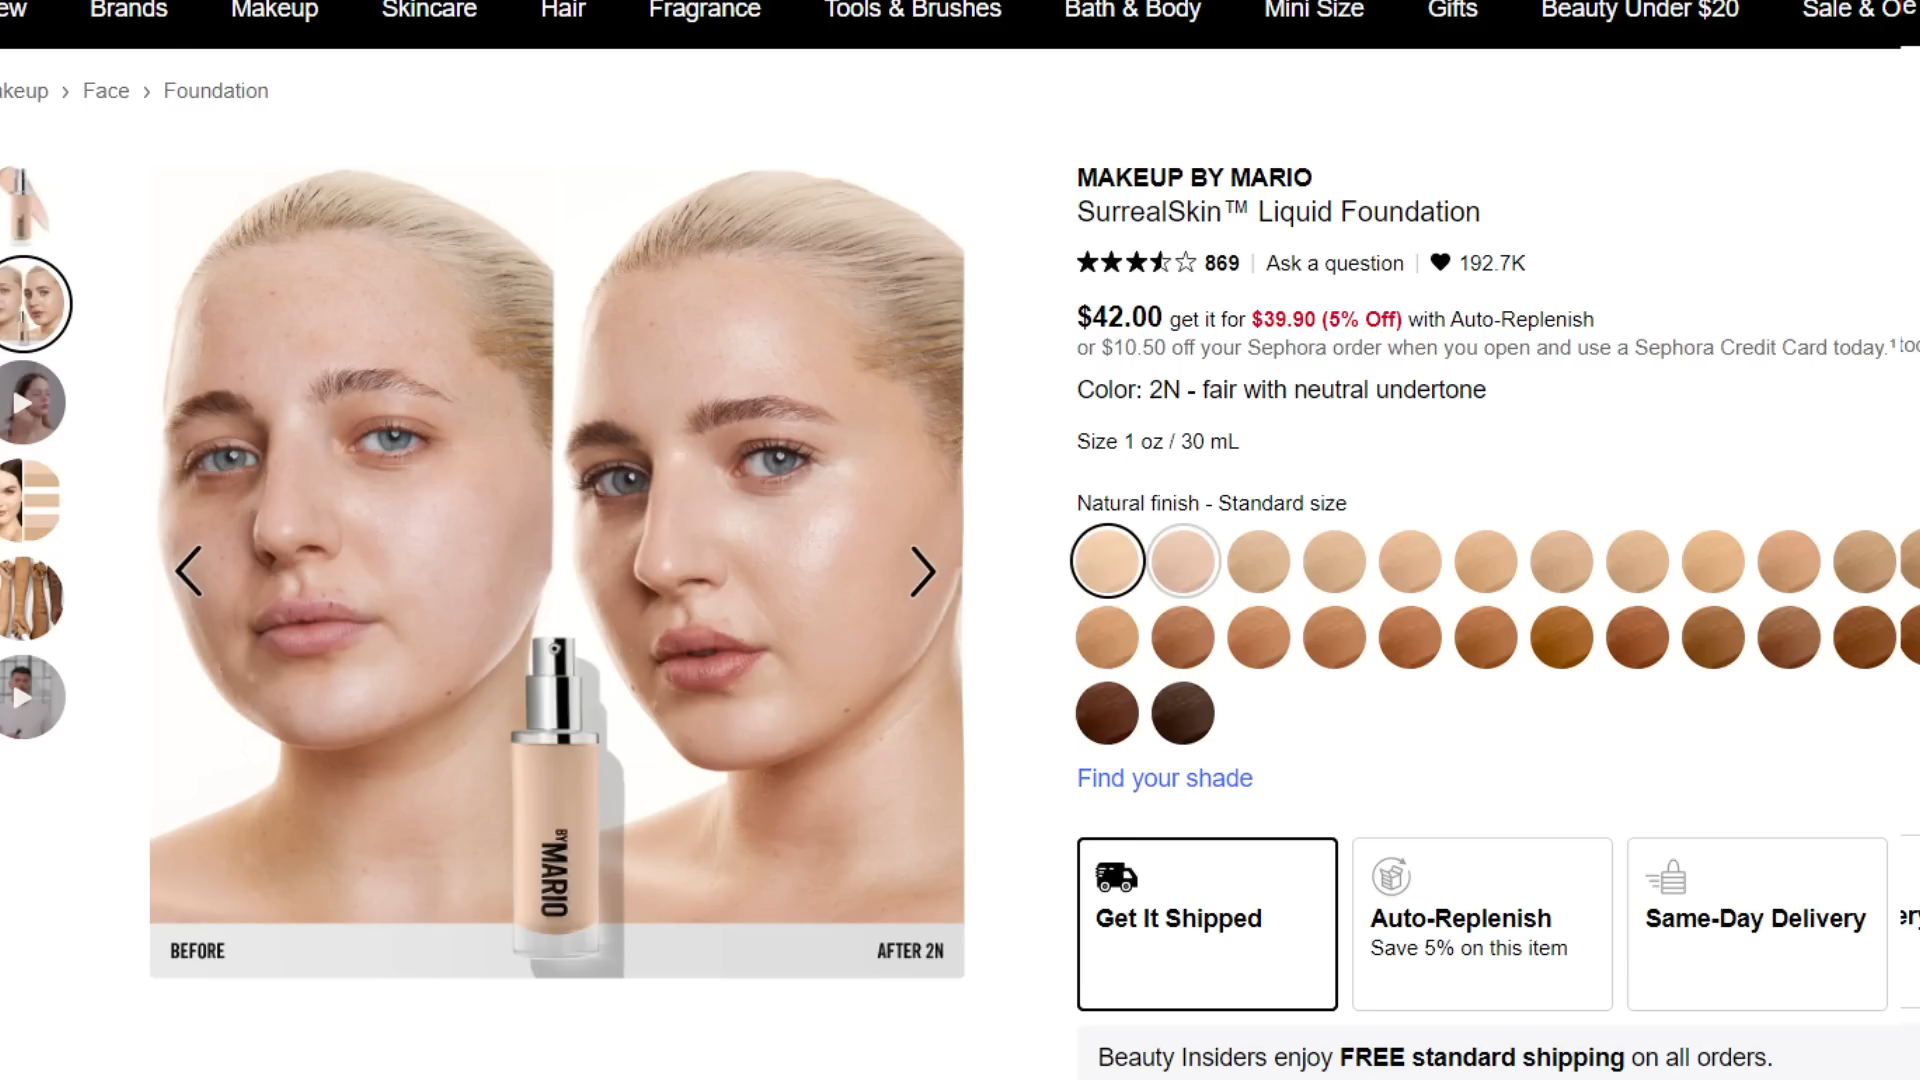 Brands Makeup Skincare Hair Fragrance Tools & Brushes Bath & Body Mini Size Gifts Beauty Under $20 Sale &
› Face › Foundation
MAKEUP BY MARIO
SurrealSkin™ Liquid Foundation
869 | Ask a question | 192.7K
$42.00 get it for $39.90 (5% Off) with Auto-Replenish
or $10.50 off your Sephora order when you open and use a Sephora Credit Card today.¹
Color: 2N - fair with neutral undertone
Size 1 oz / 30 mL
Natural finish - Standard size
Find your shade
BY MARIO
BEFORE
AFTER 2N
Get It Shipped
Auto-Replenish
Save 5% on this item
Same-Day Delivery
Beauty Insiders enjoy FREE standard shipping on all orders.